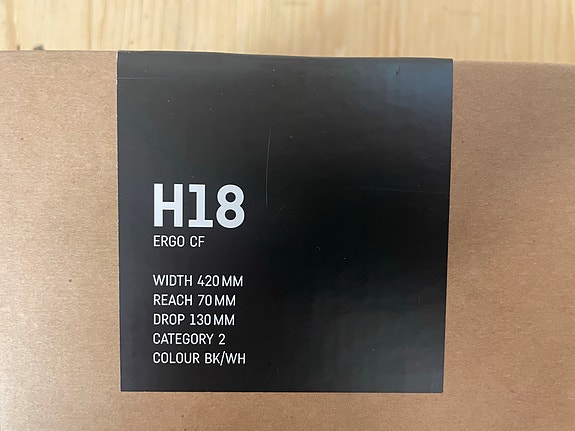 H18
ERGO CF
WIDTH 420 MM
REACH 70 MM
DROP 130 MM
CATEGORY 2
COLOUR BK/WH